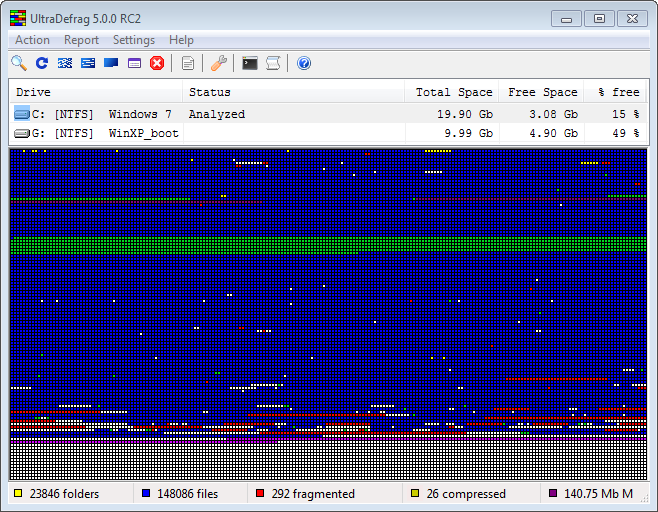 UltraDefrag 5.0.0 RC2
Action Report Settings Help
Drive Status Total Space Free Space % free
C: [NTFS] Windows 7 Analyzed 19.90 Gb 3.08 Gb 15 %
G: [NTFS] WinXP_boot 9.99 Gb 4.90 Gb 49 %
23846 folders 148086 files 292 fragmented 26 compressed 140.75 Mb M